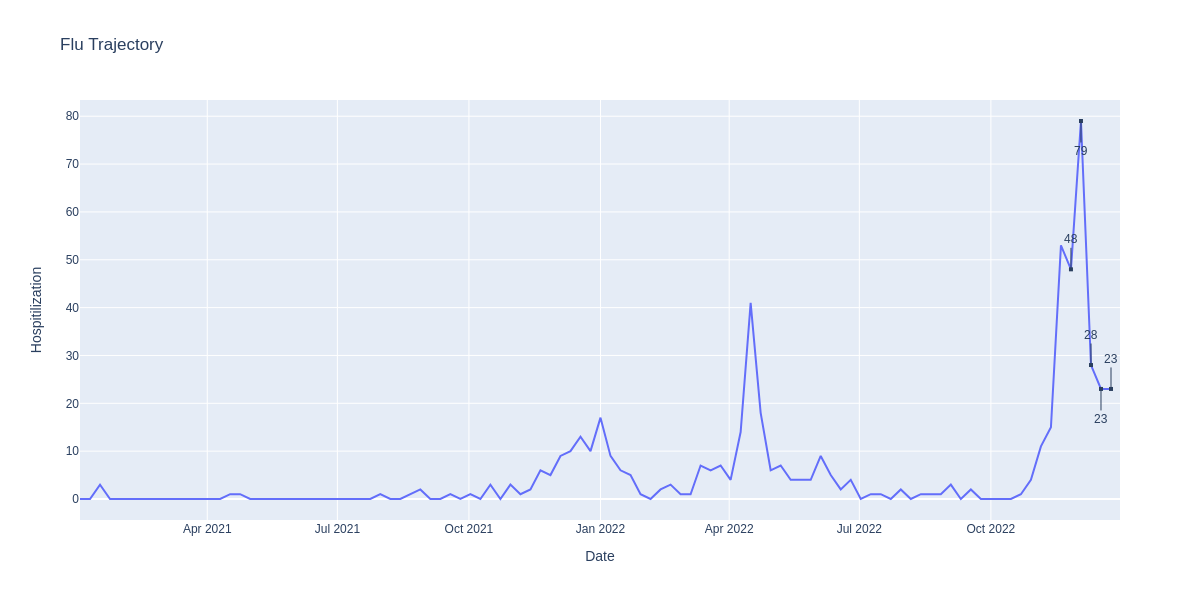 Flu Trajectory
80
70
60
50
40
30
20
10
0
79
48
28
23
23
Apr 2021
Jul 2021
Oct 2021
Jan 2022
Apr 2022
Jul 2022
Oct 2022
Date
Hospitilization